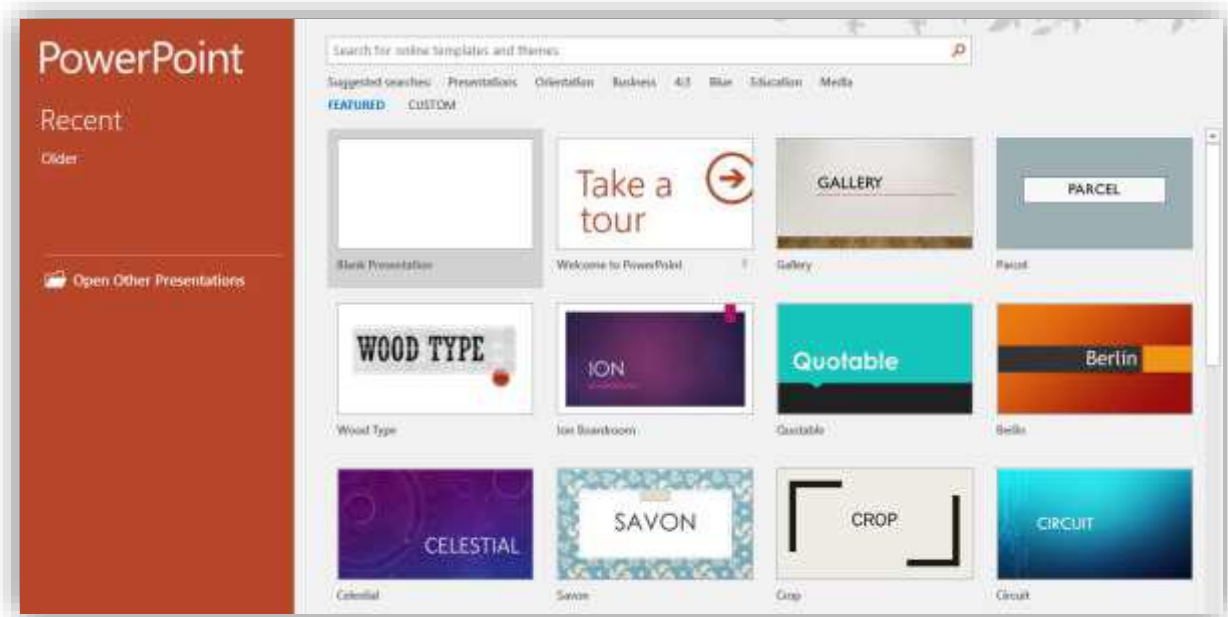 PowerPoint
Recent
Older
Open Other Presentations
Search for online templates and themes
Suggested searches: Presentations Orientation Business 4:3 Blue Education Media
FEATURED CUSTOM
Take a
tour
GALLERY
PARCEL
Blank Presentation Welcome to PowerPoint Gallery Parcel
WOOD TYPE
ION
Quotable
Berlin
Wood Type Ion Boardroom Quotable Berlin
CELESTIAL
SAVON
CROP
CIRCUIT
Celestial Savon Crop Circuit